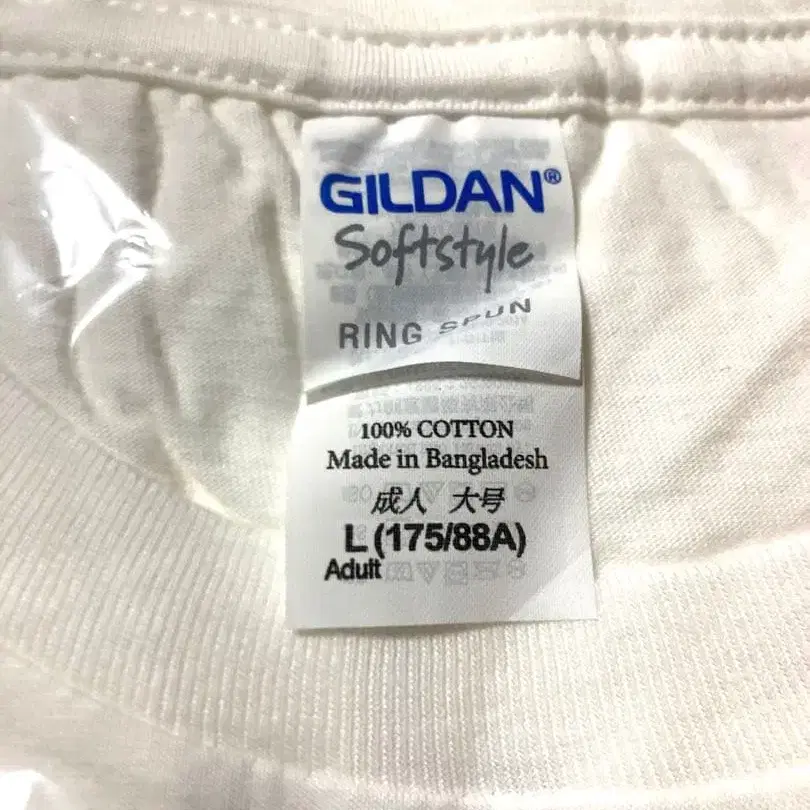 GILDAN®
Softstyle
RING SPUN
100% COTTON
Made in Bangladesh
成人 大号
L (175/88A)
Adult